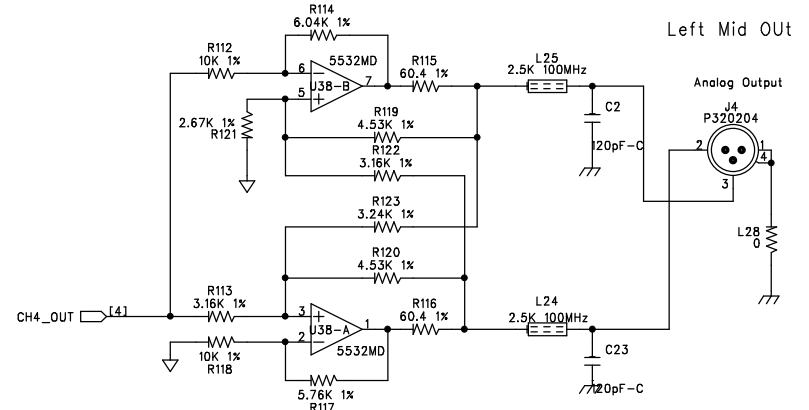 Left Mid OUt
R114
6.04K 1%
R112
10K 1%
6
5532MD
7
U38-B
5
R115
60.4 1%
L25
2.5K 100MHz
Analog Output
J4
P320204
C2
120pF-C
2.67K 1%
R121
R119
4.53K 1%
R122
3.16K 1%
2
1
4
3
R123
3.24K 1%
R120
4.53K 1%
L28
0
CH4_OUT
[4]
R113
3.16K 1%
3
U38-A
1
2
5532MD
R116
60.4 1%
L24
2.5K 100MHz
10K 1%
R118
C23
120pF-C
5.76K 1%
R117